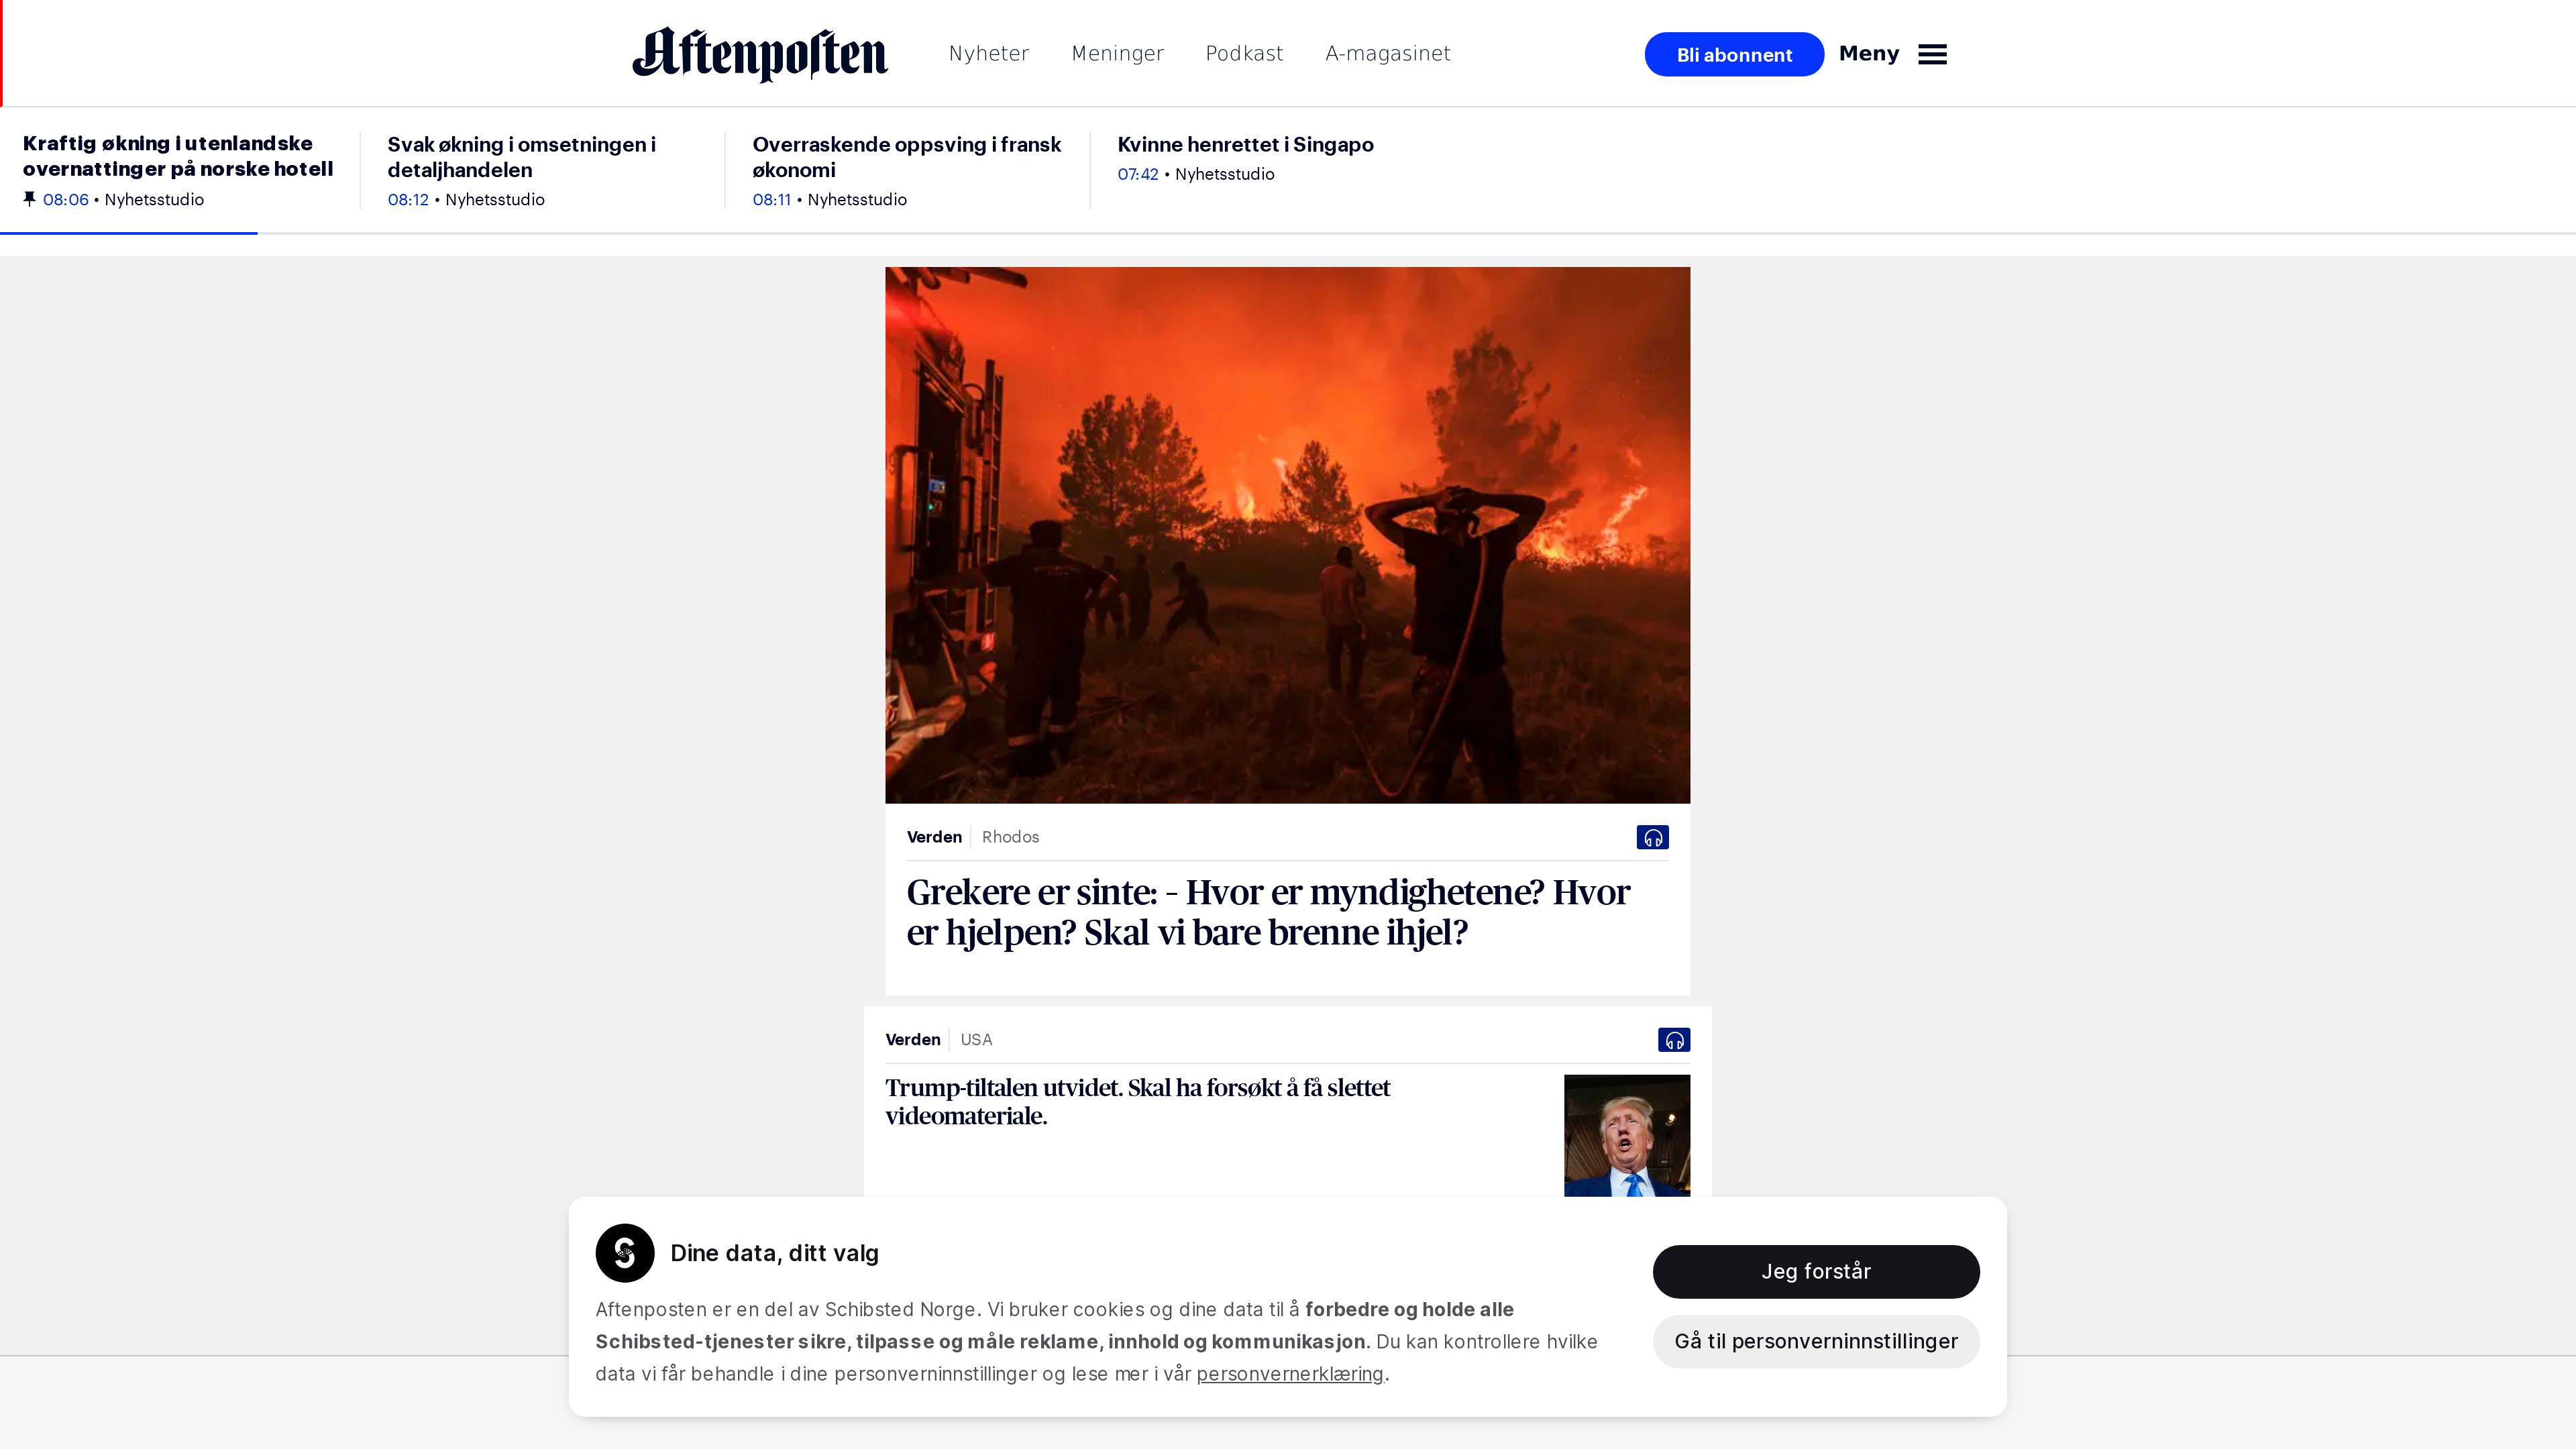 Aftenposten
Nyheter
Meninger
Podkast
A-magasinet
Bli abonnent
Meny
Kraftig økning i utenlandske
overnattinger på norske hotell
08:06 • Nyhetsstudio
Svak økning i omsetningen i
detaljhandelen
08:12 • Nyhetsstudio
Overraskende oppsving i fransk
økonomi
08:11 • Nyhetsstudio
Kvinne henrettet i Singapo
07:42 • Nyhetsstudio
Verden
Rhodos
Grekere er sinte: – Hvor er myndighetene? Hvor
er hjelpen? Skal vi bare brenne ihjel?
Verden
USA
Trump-tiltalen utvidet. Skal ha forsøkt å få slettet
videomateriale.
Dine data, ditt valg
Aftenposten er en del av Schibsted Norge. Vi bruker cookies og dine data til å forbedre og holde alle
Schibsted-tjenester sikre, tilpasse og måle reklame, innhold og kommunikasjon. Du kan kontrollere hvilke
data vi får behandle i dine personverninnstillinger og lese mer i vår personvernerklæring.
Jeg forstår
Gå til personverninnstillinger